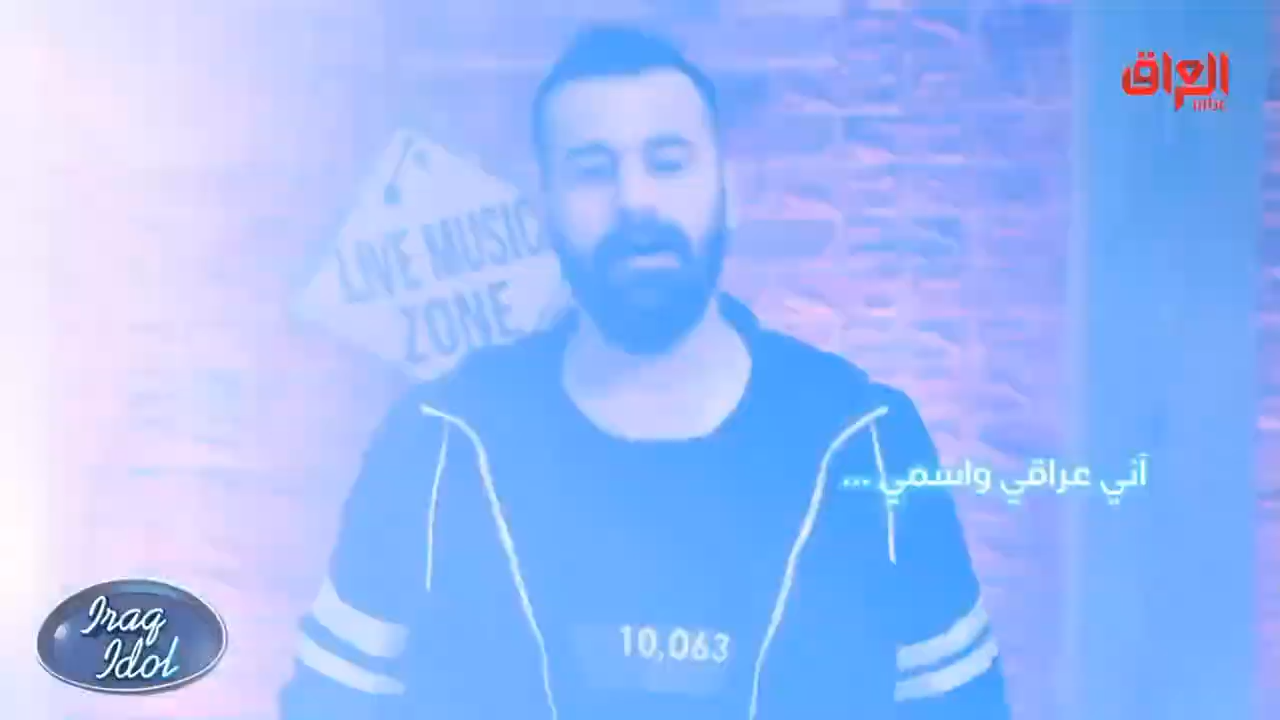 العراق
LIVE MUSIC
ZONE
آني عراقي واسمي ...
10,063
Iraq
Idol